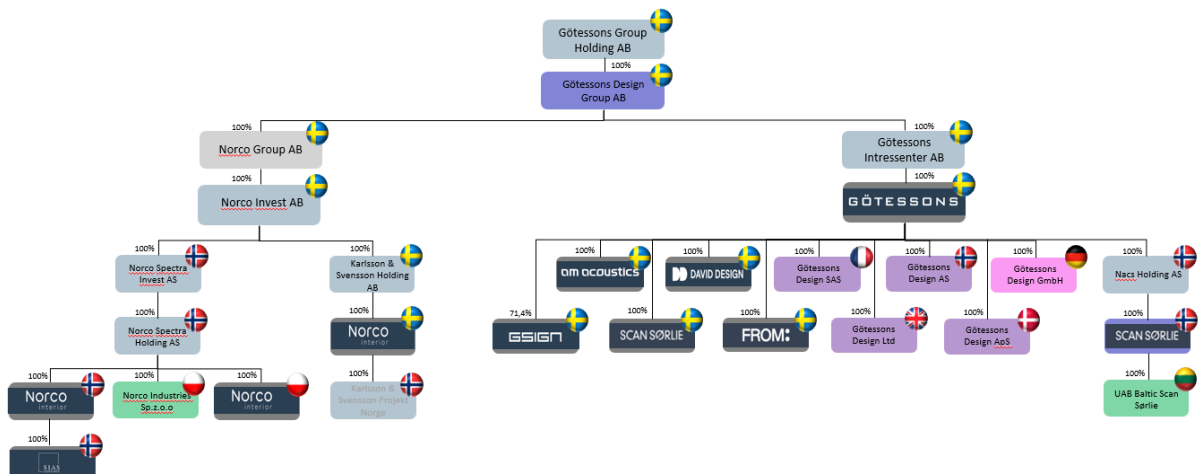 Götessons Group
Holding AB
100%
Götessons Design
Group AB
100%
Norco Group AB
100%
Götessons
Intressenter AB
100%
Norco Invest AB
100%
GÖTESSONS
100%
Norco Spectra
Invest AS
100%
Karlsson &
Svensson Holding
AB
100%
am acoustics
100%
DAVID DESIGN
100%
Götessons
Design SAS
100%
Götessons
Design AS
100%
Götessons
Design GmbH
100%
Nacs Holding AS
100%
Norco Spectra
Holding AS
100%
Norco
interior
71,4%
GSIGN
100%
SCAN SØRLIE
100%
FROM:
100%
Götessons
Design Ltd
100%
Götessons
Design ApS
100%
SCAN SØRLIE
100%
Norco
interior
100%
Norco Industries
Sp.z.o.o
100%
Norco
interior
100%
Karlsson &
Svensson Projekt
Norge
100%
UAB Baltic Scan
Sørlie
100%
SIAS